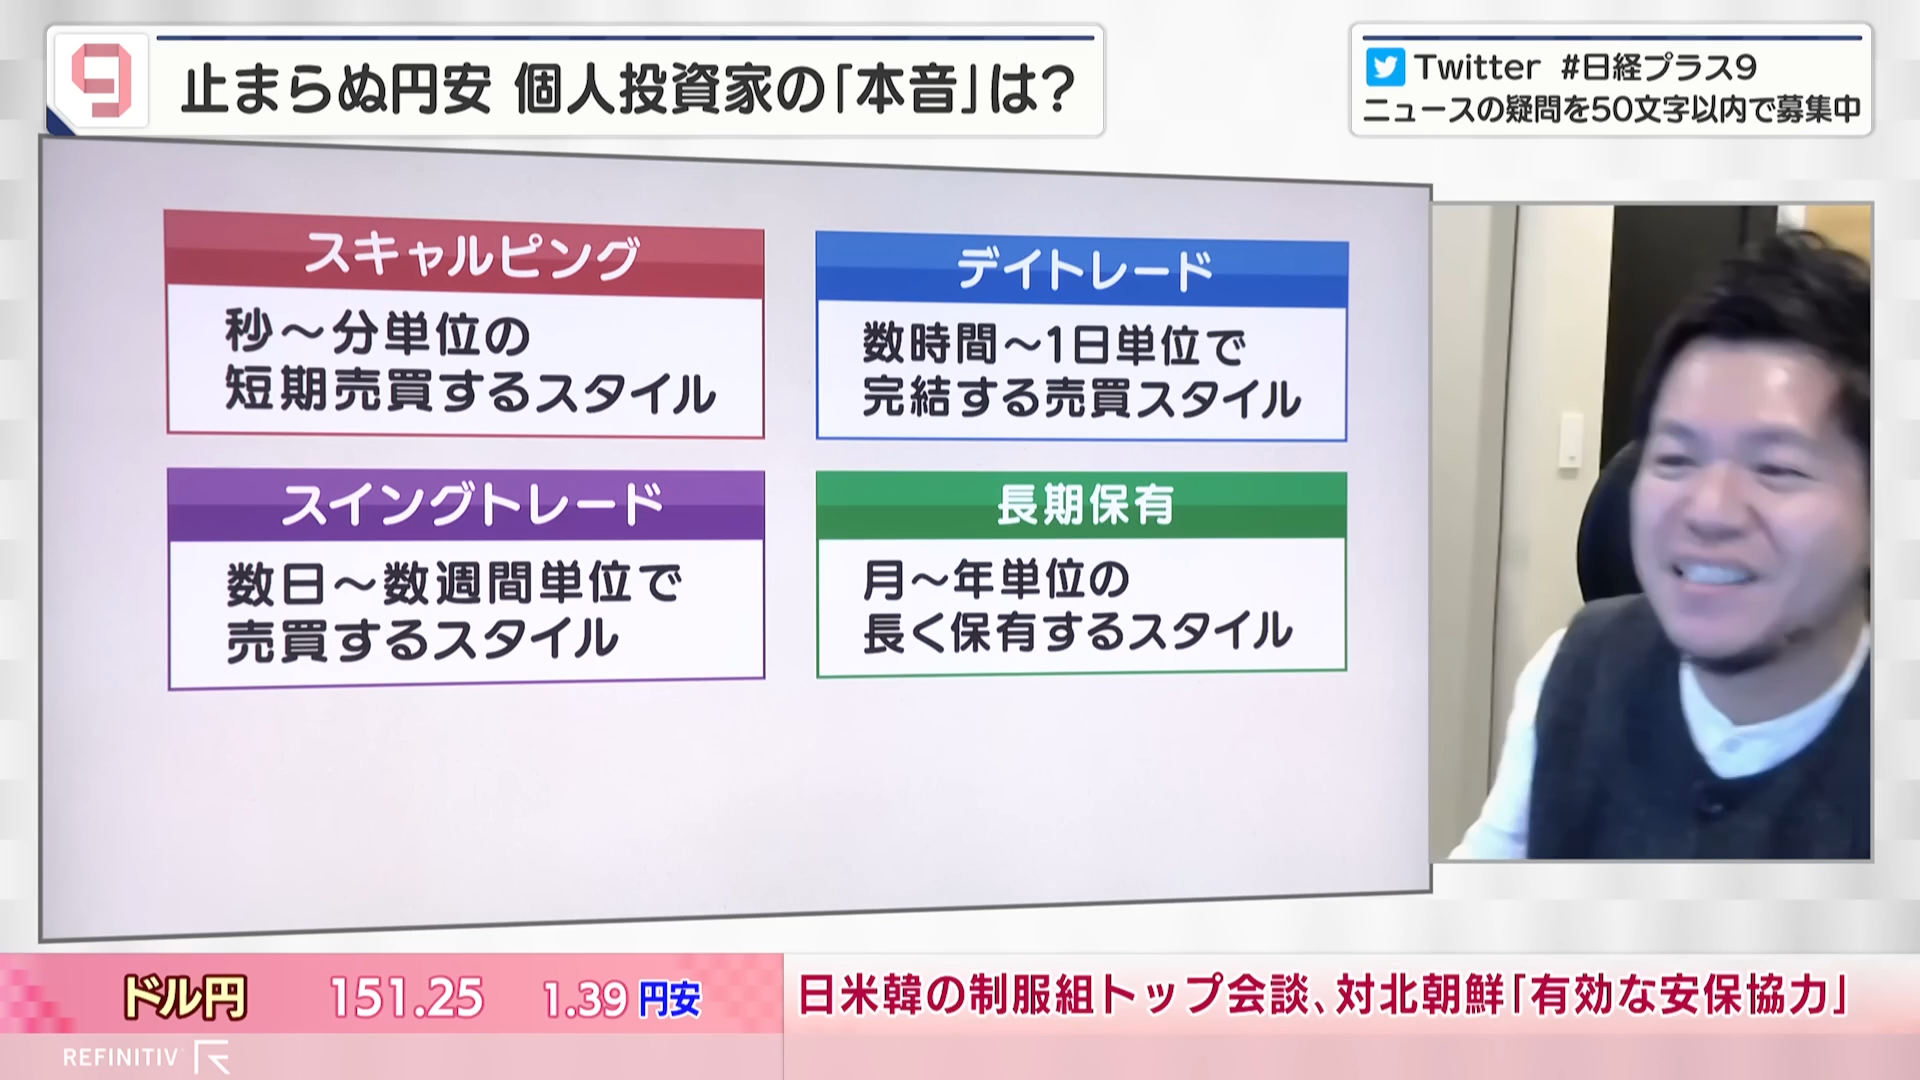 9
止まらぬ円安 個人投資家の「本音」は?
Twitter #日経プラス9
ニュースの疑問を50文字以内で募集中
スキャルピング
秒～分単位の
短期売買するスタイル
デイトレード
数時間～1日単位で
完結する売買スタイル
スイングトレード
数日～数週間単位で
売買するスタイル
長期保有
月～年単位の
長く保有するスタイル
ドル円 151.25 1.39 円安
日米韓の制服組トップ会談、対北朝鮮「有効な安保協力」
REFINITIV